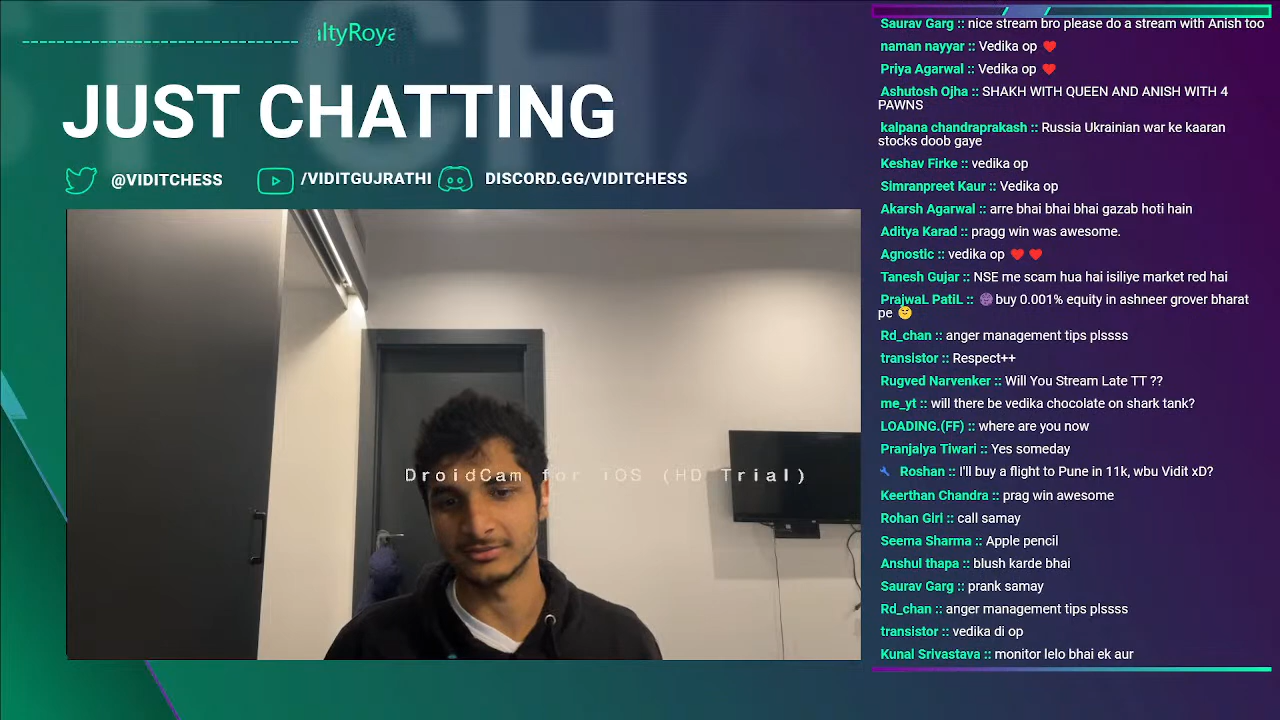 ltyRoya
JUST CHATTING
@VIDITCHESS
/VIDITGUJRATHI
DISCORD.GG/VIDITCHESS
DroidCam for iOS (HD Trial)
Saurav Garg :: nice stream bro please do a stream with Anish too
naman nayyar :: Vedika op ❤️
Priya Agarwal :: Vedika op ❤️
Ashutosh Ojha :: SHAKH WITH QUEEN AND ANISH WITH 4
PAWNS
kalpana chandraprakash :: Russia Ukrainian war ke kaaran
stocks doob gaye
Keshav Firke :: vedika op
Simranpreet Kaur :: Vedika op
Akarsh Agarwal :: arre bhai bhai bhai gazab hoti hain
Aditya Karad :: pragg win was awesome.
Agnostic :: vedika op ❤️ ❤️
Tanesh Gujar :: NSE me scam hua hai isiliye market red hai
PrajwaL PatiL :: buy 0.001% equity in ashneer grover bharat
pe
Rd_chan :: anger management tips plssss
transistor :: Respect++
Rugved Narvenker :: Will You Stream Late TT ??
me_yt :: will there be vedika chocolate on shark tank?
LOADING.(FF) :: where are you now
Pranjalya Tiwari :: Yes someday
Roshan :: I'll buy a flight to Pune in 11k, wbu Vidit xD?
Keerthan Chandra :: prag win awesome
Rohan Giri :: call samay
Seema Sharma :: Apple pencil
Anshul thapa :: blush karde bhai
Saurav Garg :: prank samay
Rd_chan :: anger management tips plssss
transistor :: vedika di op
Kunal Srivastava :: monitor lelo bhai ek aur